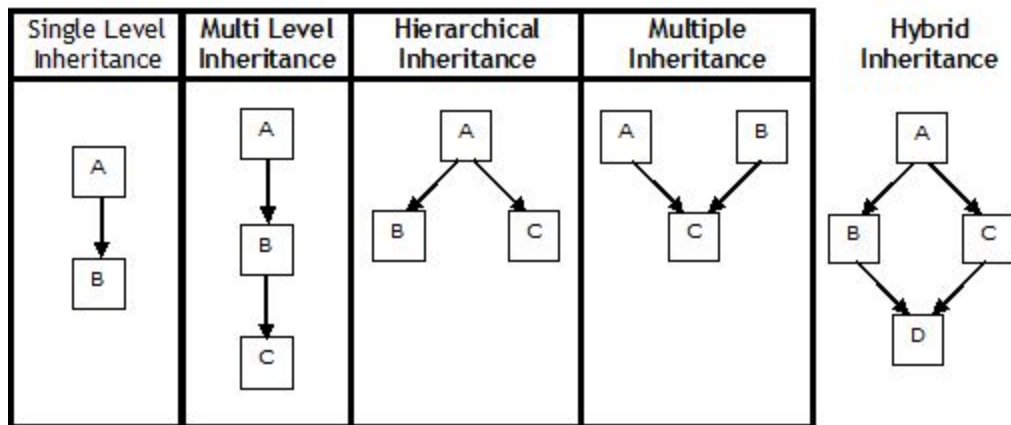 Single Level
Inheritance
Multi Level
Inheritance
Hierarchical
Inheritance
Multiple
Inheritance
Hybrid
Inheritance
A
B
A
B
C
A
B
C
A
B
C
A
B
C
D